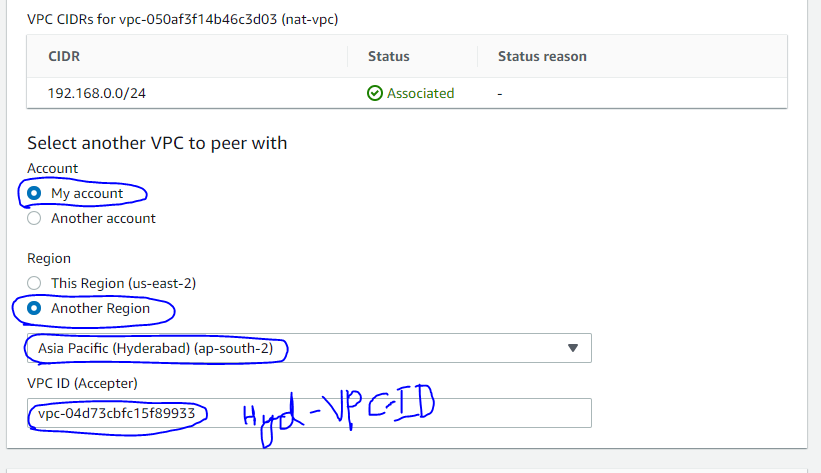 VPC CIDRs for vpc-050af3f14b46c3d03 (nat-vpc)
CIDR Status Status reason
192.168.0.0/24 Associated -
Select another VPC to peer with
Account
My account
Another account
Region
This Region (us-east-2)
Another Region
Asia Pacific (Hyderabad) (ap-south-2)
VPC ID (Accepter)
vpc-04d73cbfc15f89933 Hyd-VPC-ID